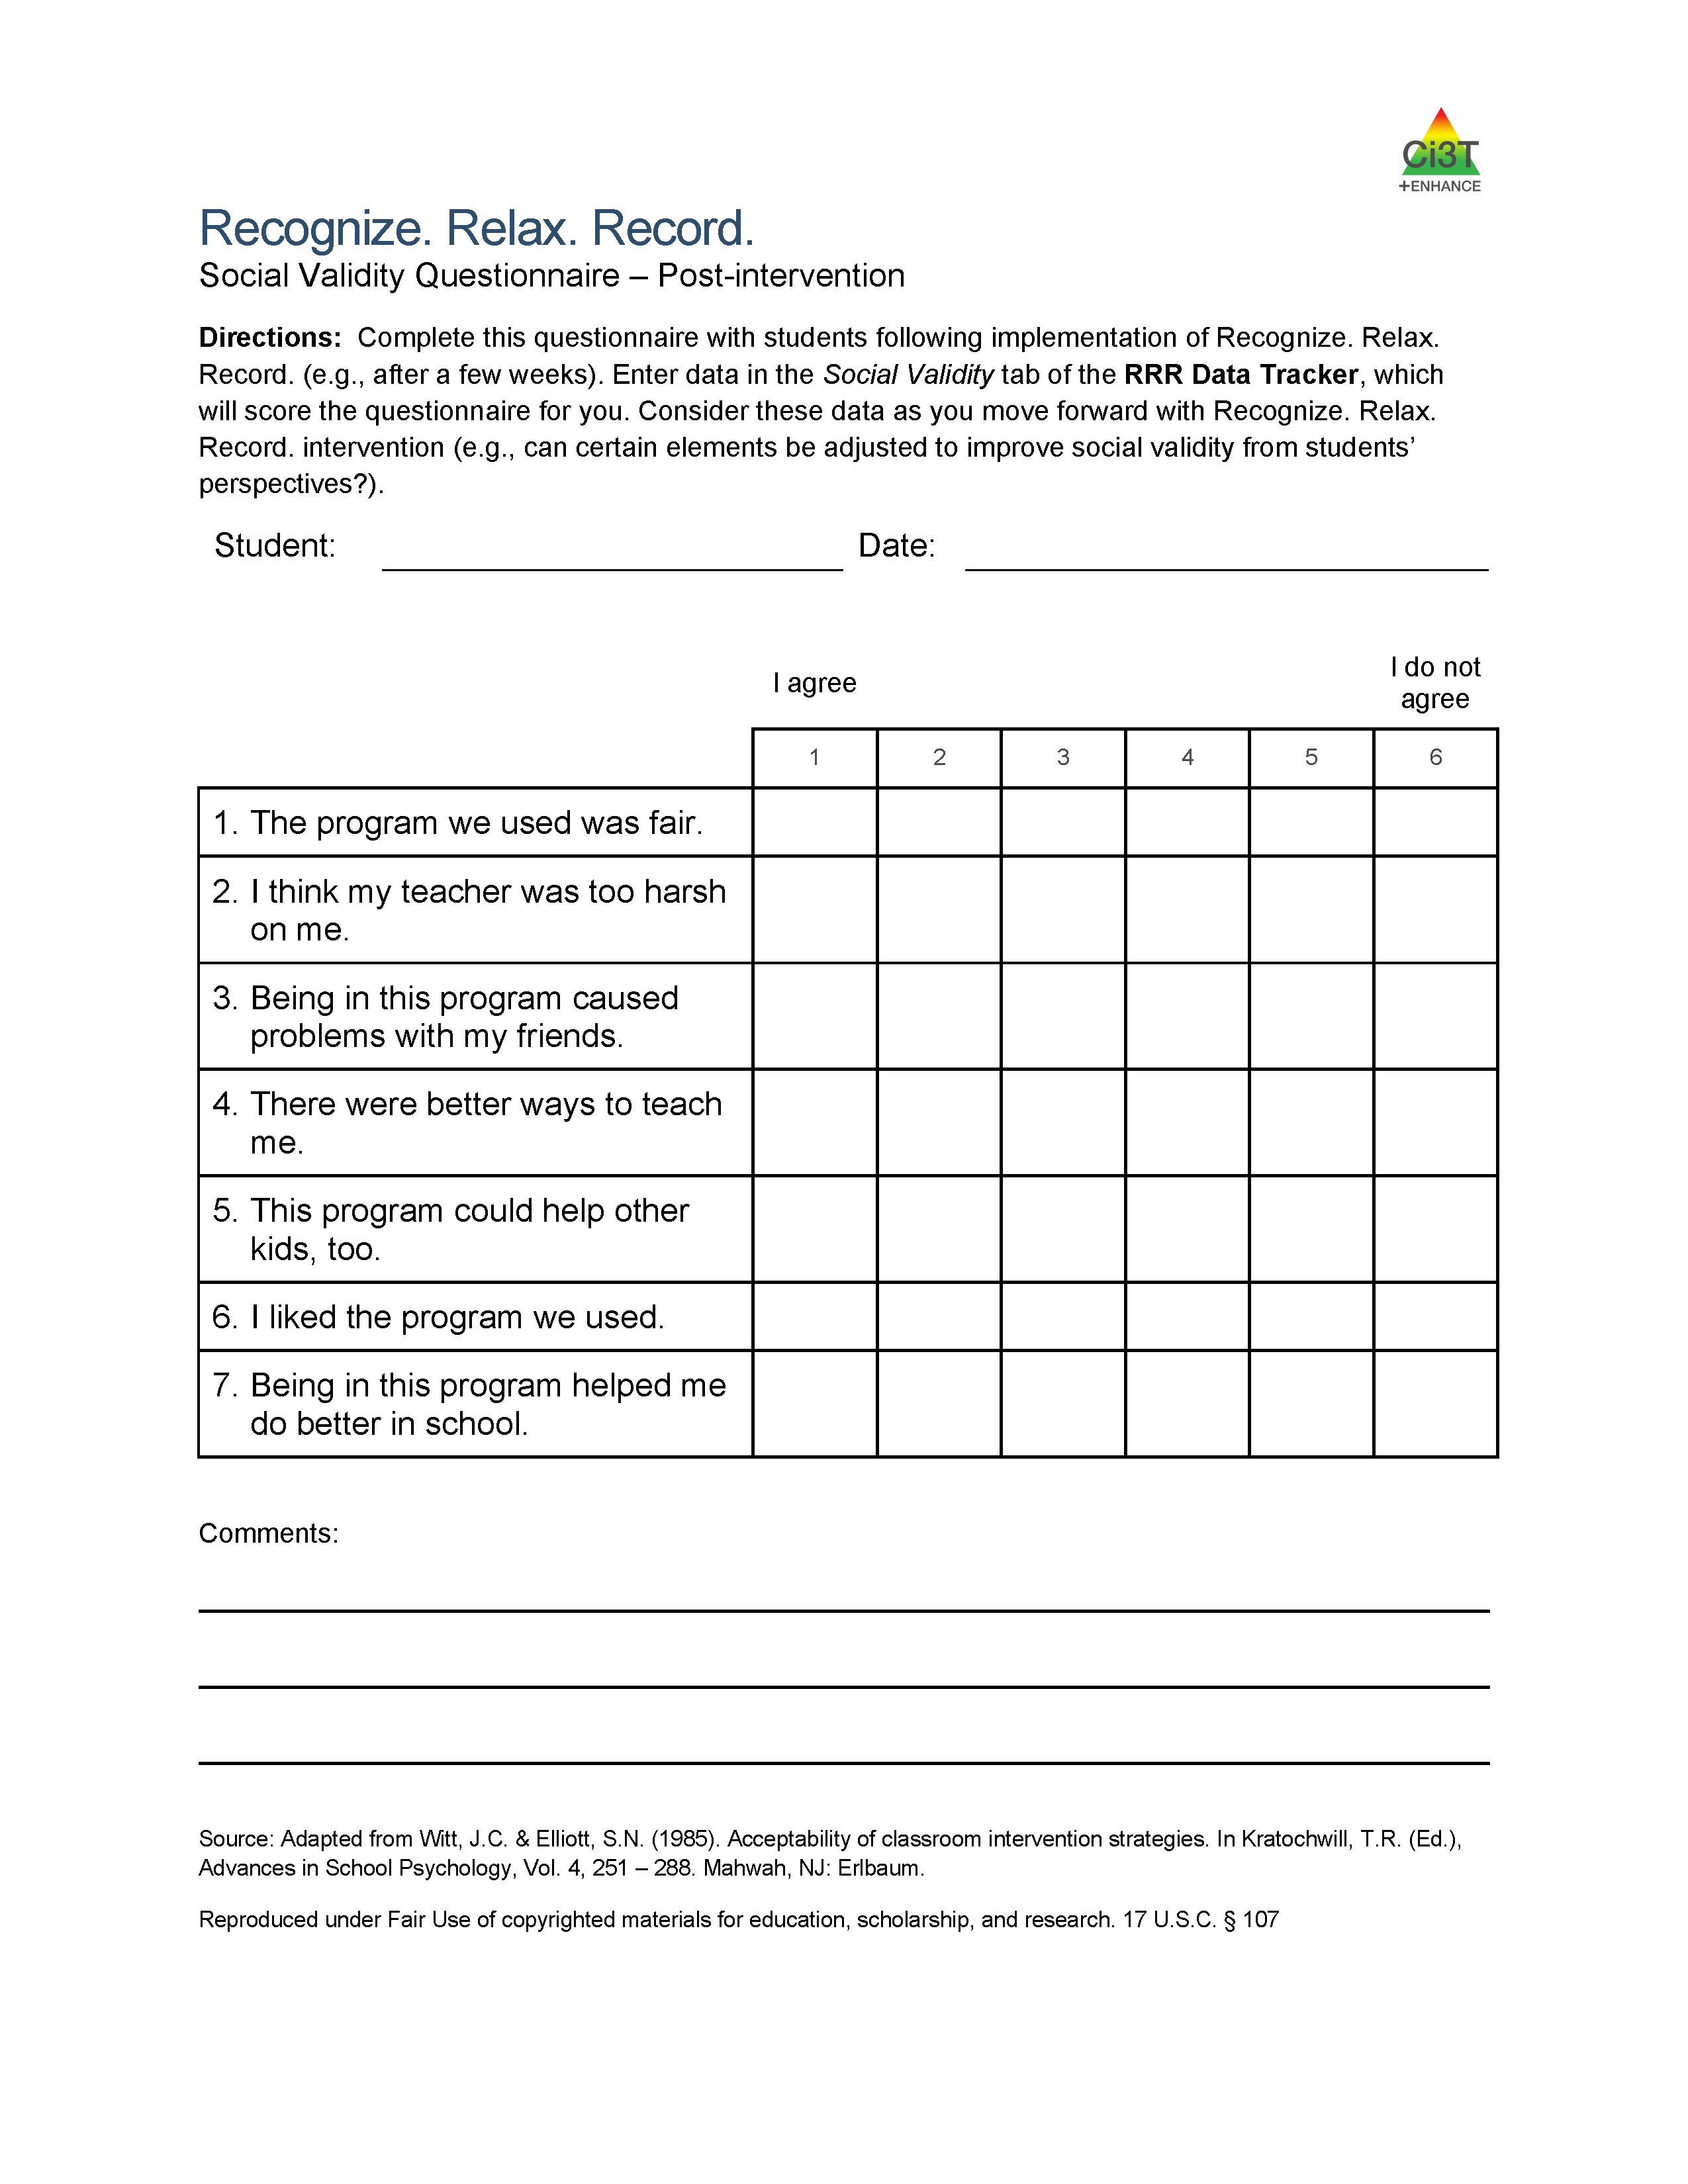 Ci3T
+ENHANCE
Recognize. Relax. Record.
Social Validity Questionnaire – Post-intervention
Directions:  Complete this questionnaire with students following implementation of Recognize. Relax.
Record. (e.g., after a few weeks). Enter data in the Social Validity tab of the RRR Data Tracker, which
will score the questionnaire for you. Consider these data as you move forward with Recognize. Relax.
Record. intervention (e.g., can certain elements be adjusted to improve social validity from students’
perspectives?).
Student: Date:
I agree
I do not
agree
1 2 3 4 5 6
1. The program we used was fair.
2. I think my teacher was too harsh
on me.
3. Being in this program caused
problems with my friends.
4. There were better ways to teach
me.
5. This program could help other
kids, too.
6. I liked the program we used.
7. Being in this program helped me
do better in school.
Comments:
Source: Adapted from Witt, J.C. & Elliott, S.N. (1985). Acceptability of classroom intervention strategies. In Kratochwill, T.R. (Ed.),
Advances in School Psychology, Vol. 4, 251 – 288. Mahwah, NJ: Erlbaum.
Reproduced under Fair Use of copyrighted materials for education, scholarship, and research. 17 U.S.C. § 107